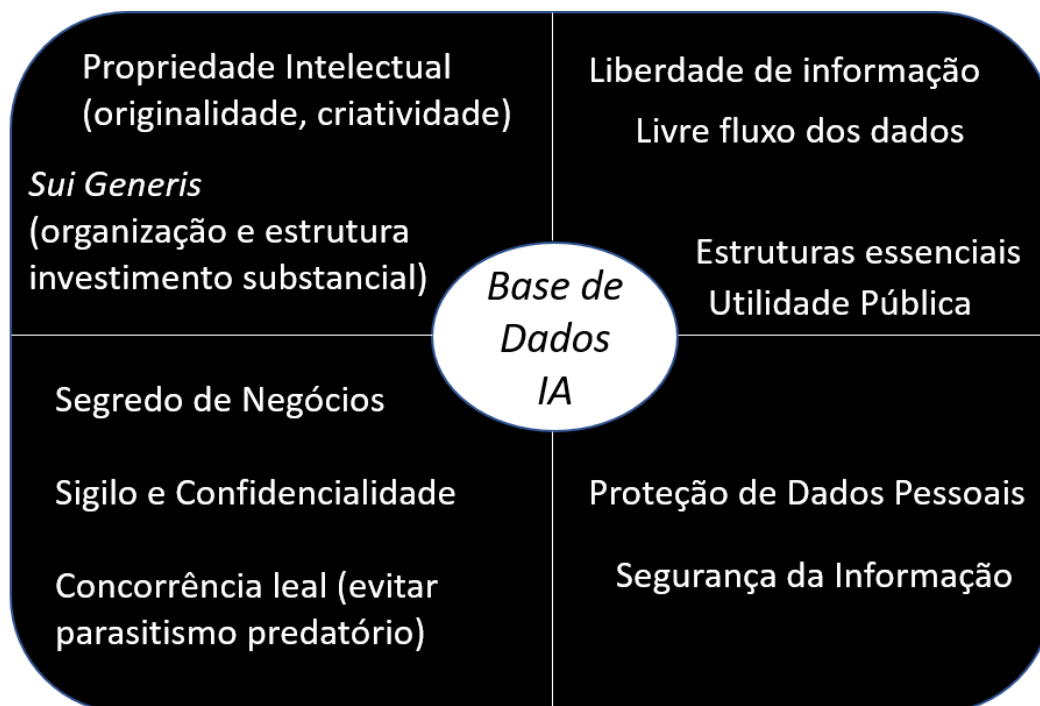 Propriedade Intelectual
(originalidade, criatividade)
Sui Generis
(organização e estrutura
investimento substancial)
Liberdade de informação
Livre fluxo dos dados
Estruturas essenciais
Utilidade Pública
Base de
Dados
IA
Segredo de Negócios
Sigilo e Confidencialidade
Concorrência leal (evitar
parasitismo predatório)
Proteção de Dados Pessoais
Segurança da Informação